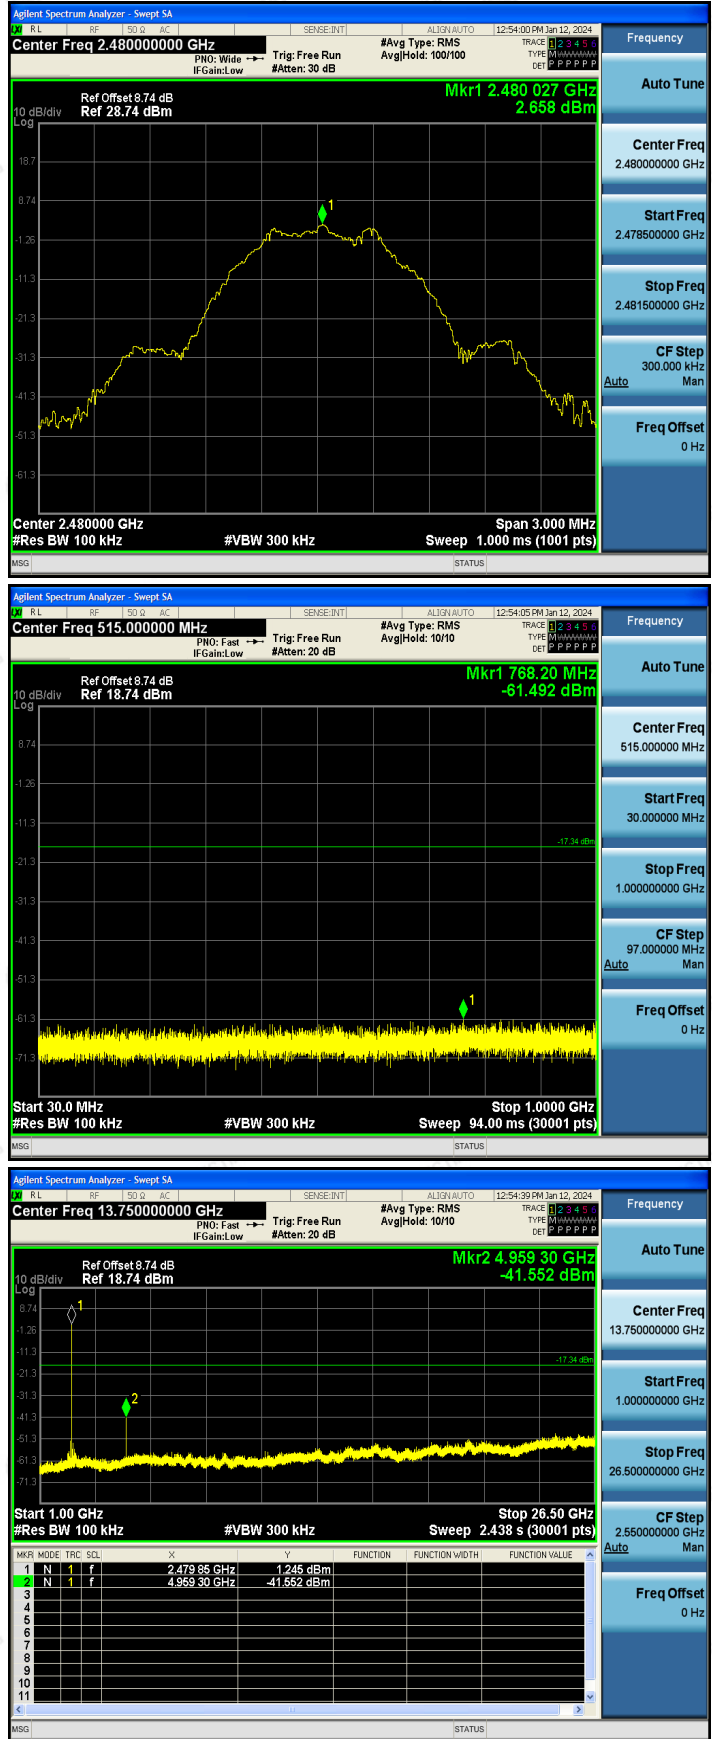 Agilent Spectrum Analyzer - Swept SA
LXI RL RF 50 Ω AC SENSE:INT ALIGN AUTO 12:54:00 PM Jan 12, 2024
Center Freq 2.480000000 GHz
PNO: Wide
IFGain:Low
Trig: Free Run
#Atten: 30 dB
#Avg Type: RMS
Avg|Hold: 100/100
TRACE 1 2 3 4 5 6
TYPE M W W W W W
DET P P P P P P
Ref Offset 8.74 dB
Ref 28.74 dBm
10 dB/div
Log
Mkr1 2.480 027 GHz
2.658 dBm
18.7
8.74
-1.26
-11.3
-21.3
-31.3
-41.3
-51.3
-61.3
1
Center 2.480000 GHz
Span 3.000 MHz
#Res BW 100 kHz
#VBW 300 kHz
Sweep 1.000 ms (1001 pts)
MSG
STATUS
Frequency
Auto Tune
Center Freq
2.480000000 GHz
Start Freq
2.478500000 GHz
Stop Freq
2.481500000 GHz
CF Step
300.000 kHz
Auto Man
Freq Offset
0 Hz
Agilent Spectrum Analyzer - Swept SA
LXI RL RF 50 Ω AC SENSE:INT ALIGN AUTO 12:54:05 PM Jan 12, 2024
Center Freq 515.000000 MHz
PNO: Fast
IFGain:Low
Trig: Free Run
#Atten: 20 dB
#Avg Type: RMS
Avg|Hold: 10/10
TRACE 1 2 3 4 5 6
TYPE M W W W W W
DET P P P P P P
Ref Offset 8.74 dB
Ref 18.74 dBm
10 dB/div
Log
Mkr1 768.20 MHz
-61.492 dBm
8.74
-1.26
-11.3
-17.34 dBm
-21.3
-31.3
-41.3
-51.3
-61.3
-71.3
1
Start 30.0 MHz
Stop 1.0000 GHz
#Res BW 100 kHz
#VBW 300 kHz
Sweep 94.00 ms (30001 pts)
MSG
STATUS
Frequency
Auto Tune
Center Freq
515.000000 MHz
Start Freq
30.000000 MHz
Stop Freq
1.000000000 GHz
CF Step
97.000000 MHz
Auto Man
Freq Offset
0 Hz
Agilent Spectrum Analyzer - Swept SA
LXI RL RF 50 Ω AC SENSE:INT ALIGN AUTO 12:54:39 PM Jan 12, 2024
Center Freq 13.750000000 GHz
PNO: Fast
IFGain:Low
Trig: Free Run
#Atten: 20 dB
#Avg Type: RMS
Avg|Hold: 10/10
TRACE 1 2 3 4 5 6
TYPE M W W W W W
DET P P P P P P
Ref Offset 8.74 dB
Ref 18.74 dBm
10 dB/div
Log
Mkr2 4.959 30 GHz
-41.552 dBm
8.74
-1.26
-11.3
-17.34 dBm
-21.3
-31.3
-41.3
-51.3
-61.3
-71.3
1
2
Start 1.00 GHz
Stop 26.50 GHz
#Res BW 100 kHz
#VBW 300 kHz
Sweep 2.438 s (30001 pts)
MKR MODE TRC SCL X Y FUNCTION FUNCTION WIDTH FUNCTION VALUE
1 N 1 f 2.479 85 GHz 1.245 dBm
2 N 1 f 4.959 30 GHz -41.552 dBm
3
4
5
6
7
8
9
10
11
MSG
STATUS
Frequency
Auto Tune
Center Freq
13.750000000 GHz
Start Freq
1.000000000 GHz
Stop Freq
26.500000000 GHz
CF Step
2.550000000 GHz
Auto Man
Freq Offset
0 Hz